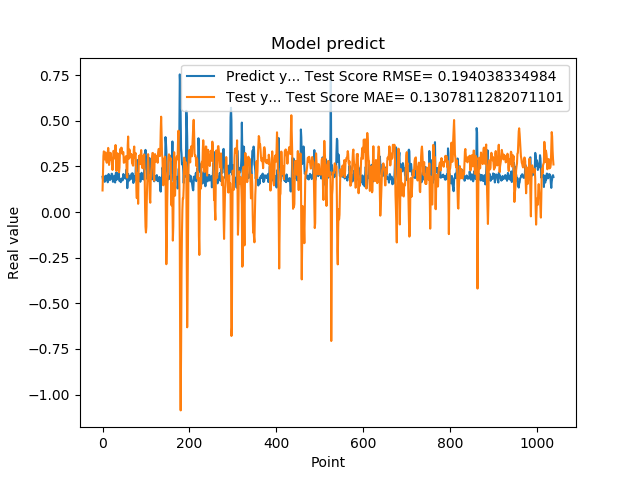 Model predict
Predict y... Test Score RMSE= 0.194038334984
Test y... Test Score MAE= 0.1307811282071101
0.75
0.50
0.25
0.00
−0.25
−0.50
−0.75
−1.00
Real value
0 200 400 600 800 1000
Point